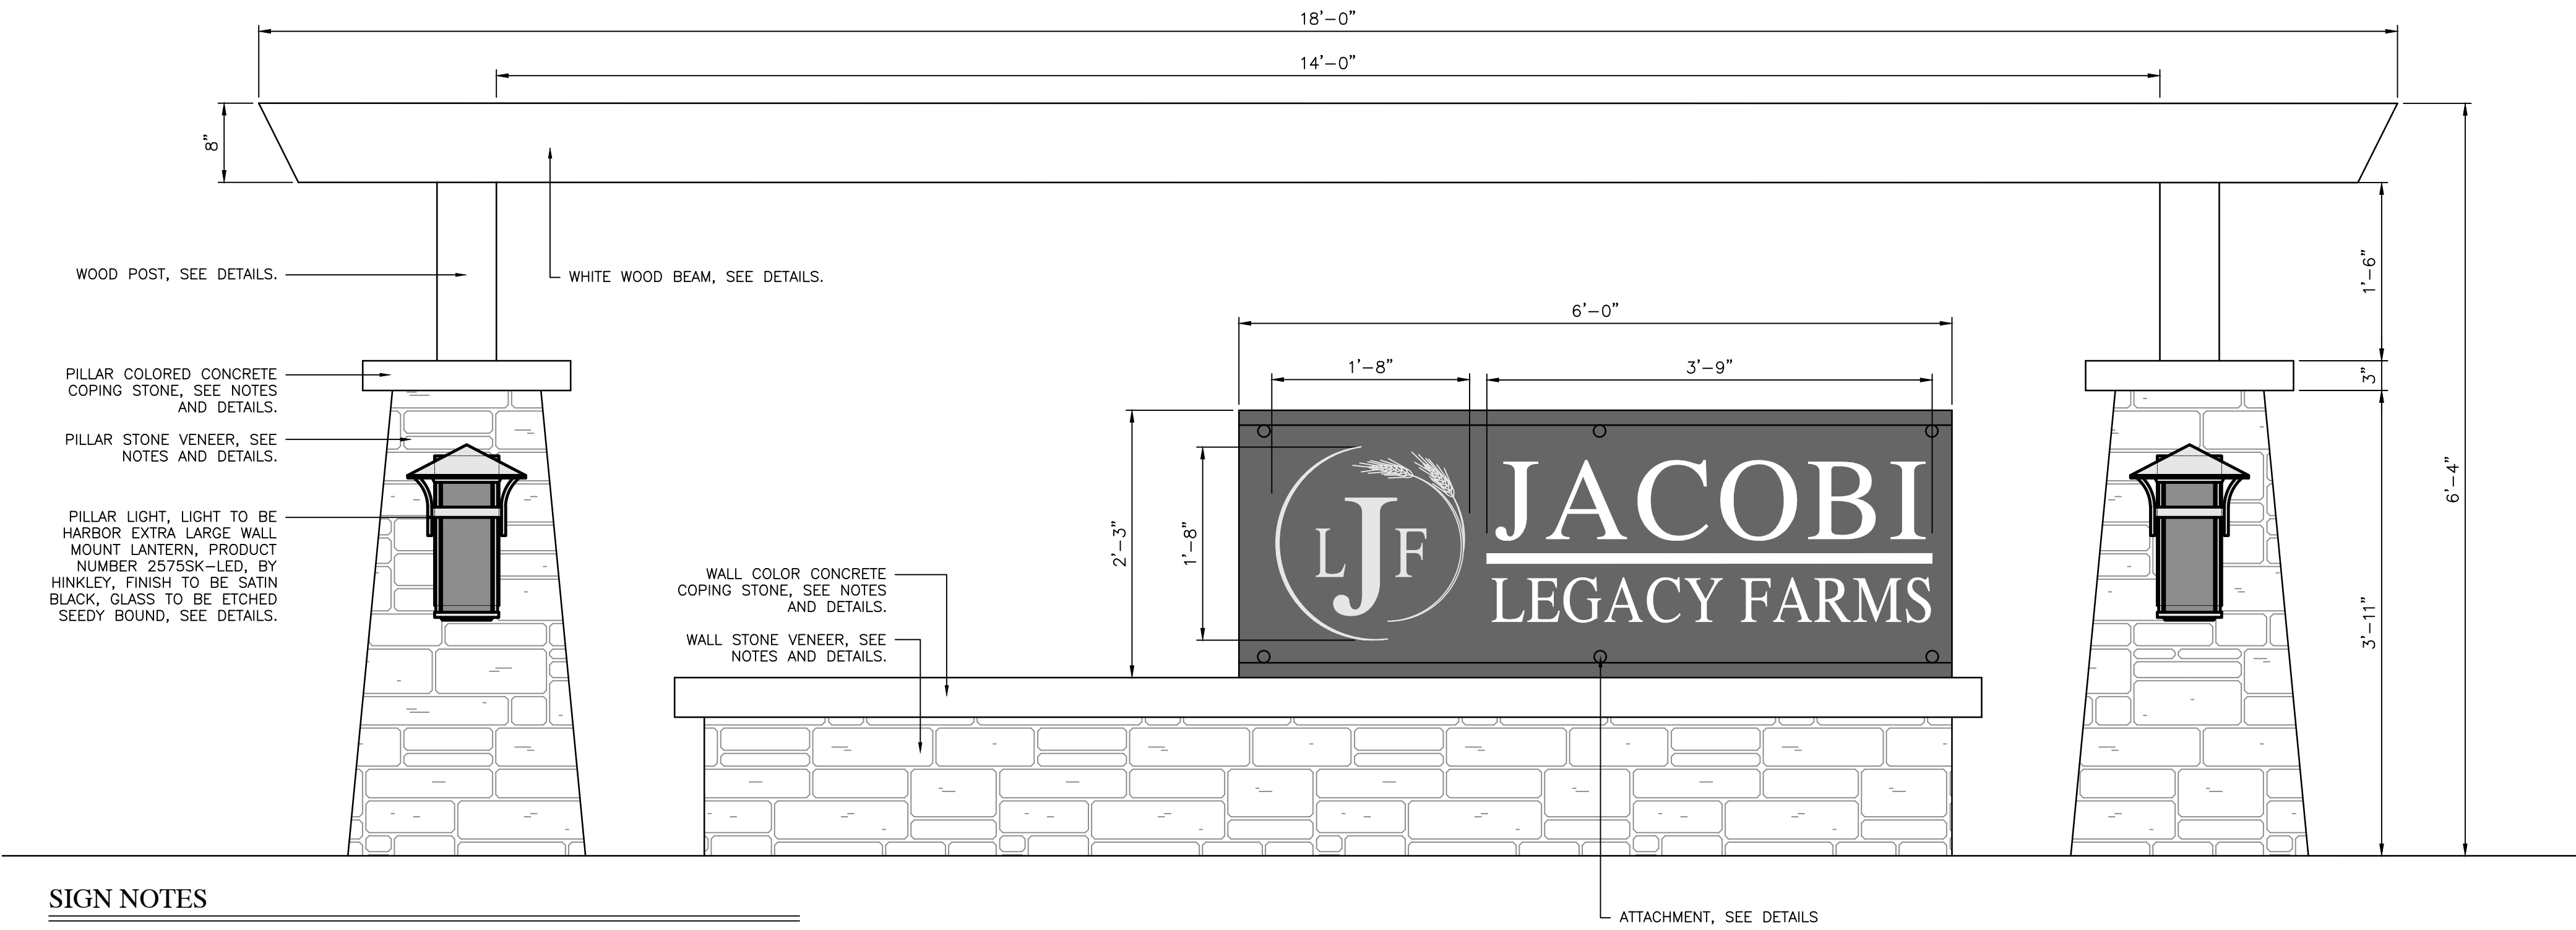 18'-0"
14'-0"
8"
WOOD POST, SEE DETAILS.
WHITE WOOD BEAM, SEE DETAILS.
1'-6"
6'-0"
1'-8"
3'-9"
PILLAR COLORED CONCRETE
COPING STONE, SEE NOTES
AND DETAILS.
3"
PILLAR STONE VENEER, SEE
NOTES AND DETAILS.
6'-4"
PILLAR LIGHT, LIGHT TO BE
HARBOR EXTRA LARGE WALL
MOUNT LANTERN, PRODUCT
NUMBER 2575SK-LED, BY
HINKLEY, FINISH TO BE SATIN
BLACK, GLASS TO BE ETCHED
SEEDY BOUND, SEE DETAILS.
2'-3"
1'-8"
L J F
JACOBI
LEGACY FARMS
WALL COLOR CONCRETE
COPING STONE, SEE NOTES
AND DETAILS.
WALL STONE VENEER, SEE
NOTES AND DETAILS.
3'-11"
SIGN NOTES
ATTACHMENT, SEE DETAILS